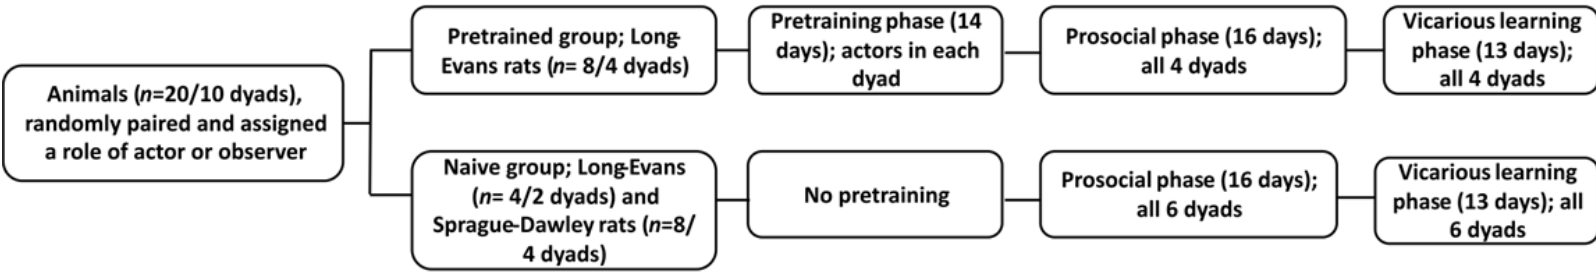 Animals (n=20/10 dyads),
randomly paired and assigned
a role of actor or observer
Pretrained group; Long-
Evans rats (n= 8/4 dyads)
Pretraining phase (14
days); actors in each
dyad
Prosocial phase (16 days);
all 4 dyads
Vicarious learning
phase (13 days);
all 4 dyads
Naive group; Long-Evans
(n= 4/2 dyads) and
Sprague-Dawley rats (n=8/
4 dyads)
No pretraining
Prosocial phase (16 days);
all 6 dyads
Vicarious learning
phase (13 days); all
6 dyads